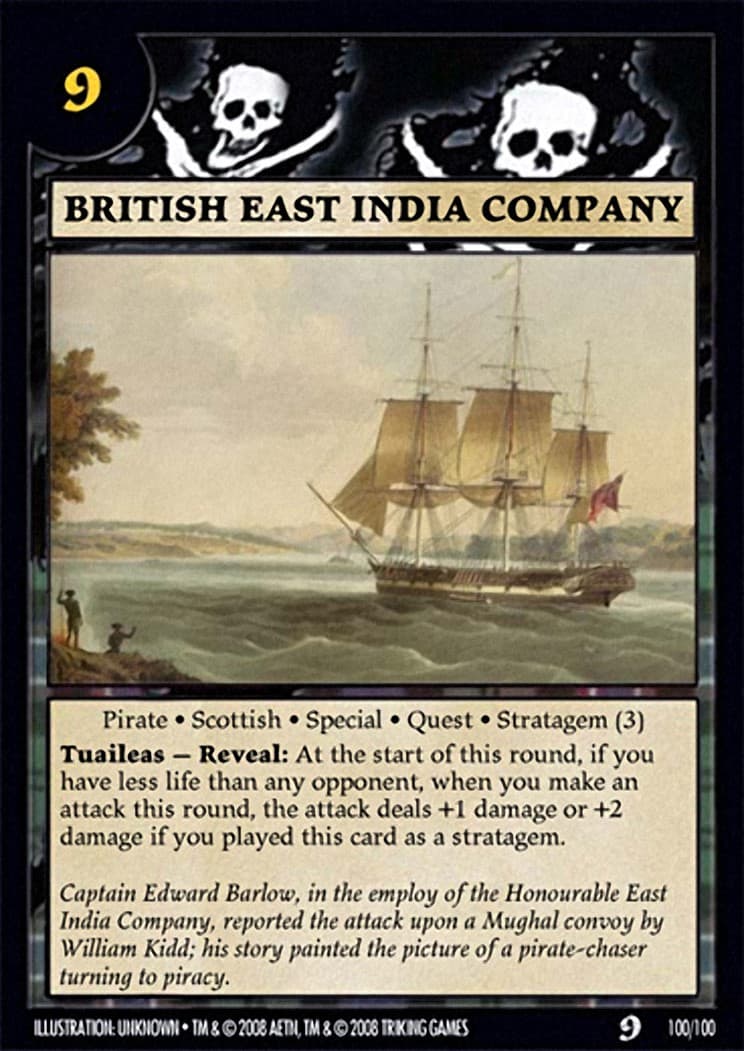 9
BRITISH EAST INDIA COMPANY
Pirate • Scottish • Special • Quest • Stratagem (3)
Tuaileas – Reveal: At the start of this round, if you
have less life than any opponent, when you make an
attack this round, the attack deals +1 damage or +2
damage if you played this card as a stratagem.
Captain Edward Barlow, in the employ of the Honourable East
India Company, reported the attack upon a Mughal convoy by
William Kidd; his story painted the picture of a pirate-chaser
turning to piracy.
ILLUSTRATION: UNKNOWN • TM & © 2008 AETN, TM & © 2008 TRIKING GAMES 9 100/100